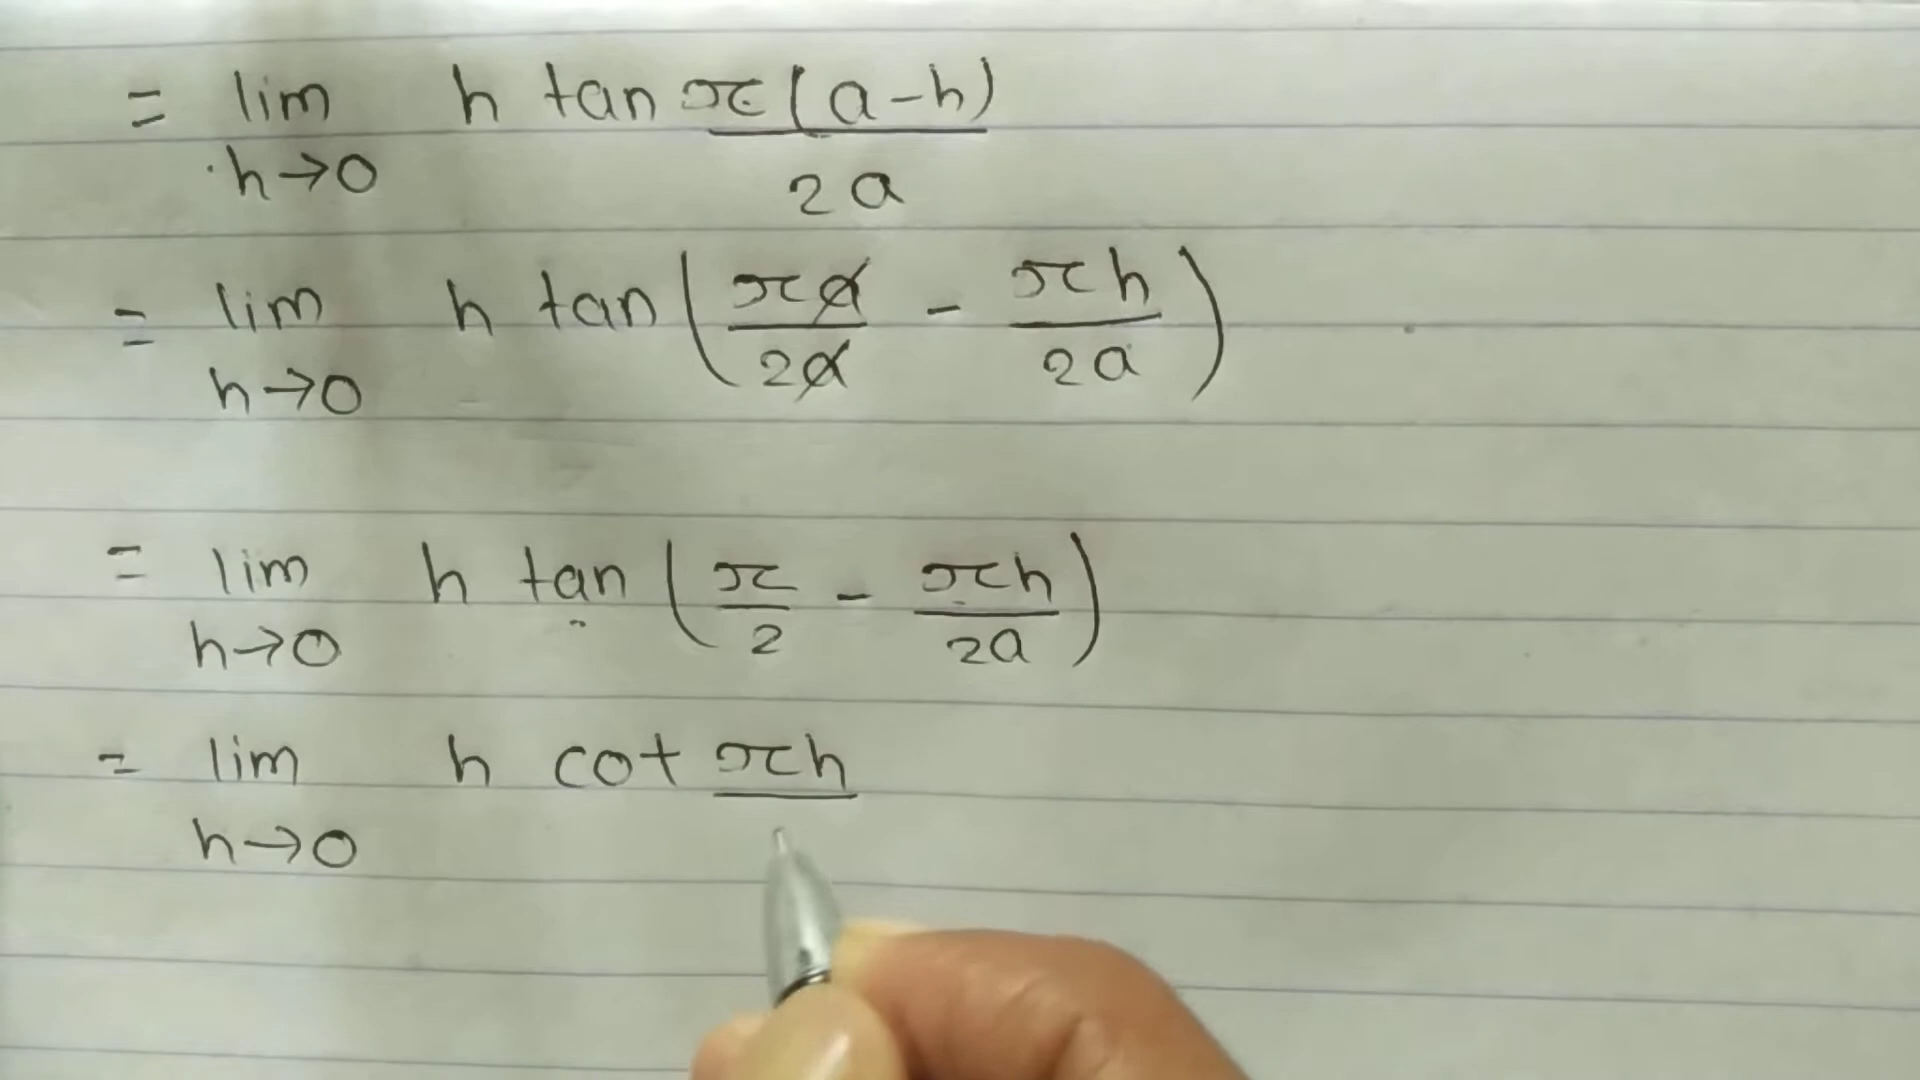 = lim h tan π(a-h)
h→0 2a
= lim h tan(πa/2a - πh/2a)
h→0
= lim h tan(π/2 - πh/2a)
h→0
= lim h cot πh
h→0